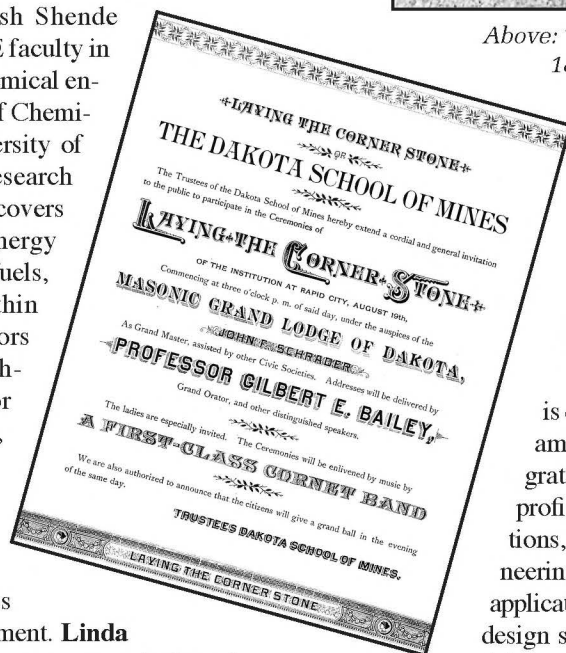 sh Shende
E faculty in
mical en-
f Chemi-
ersity of
esearch
covers
nergy
fuels,
thin
ors
h-
or
,
s
ment. Linda
LAYING THE CORNER STONE
OR
THE DAKOTA SCHOOL OF MINES
The Trustees of the Dakota School of Mines hereby extend a cordial and general invitation
to the public to participate in the Ceremonies of
LAYING THE CORNER STONE
OF THE INSTITUTION AT RAPID CITY, AUGUST 19th,
Commencing at three o'clock p. m. of said day, under the auspices of the
MASONIC GRAND LODGE OF DAKOTA,
JOHN F. SCHRADER
As Grand Master, assisted by other Civic Societies. Addresses will be delivered by
PROFESSOR GILBERT E. BAILEY,
Grand Orator, and other distinguished speakers.
The ladies are especially invited. The Ceremonies will be enlivened by music by
A FIRST-CLASS CORNET BAND
We are also authorized to announce that the citizens will give a grand ball in the evening
of the same day.
TRUSTEES DAKOTA SCHOOL OF MINES.
LAYING THE CORNER STONE
Above:
is
am
grat
profi
tions,
neerin
applicat
design s